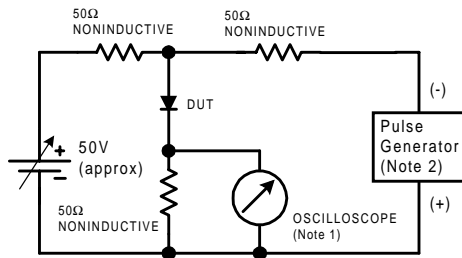 50Ω
NONINDUCTIVE
50Ω
NONINDUCTIVE
DUT
(-)
+
50V
(approx)
−
Pulse
Generator
(Note 2)
(+)
50Ω
NONINDUCTIVE
OSCILLOSCOPE
(Note 1)